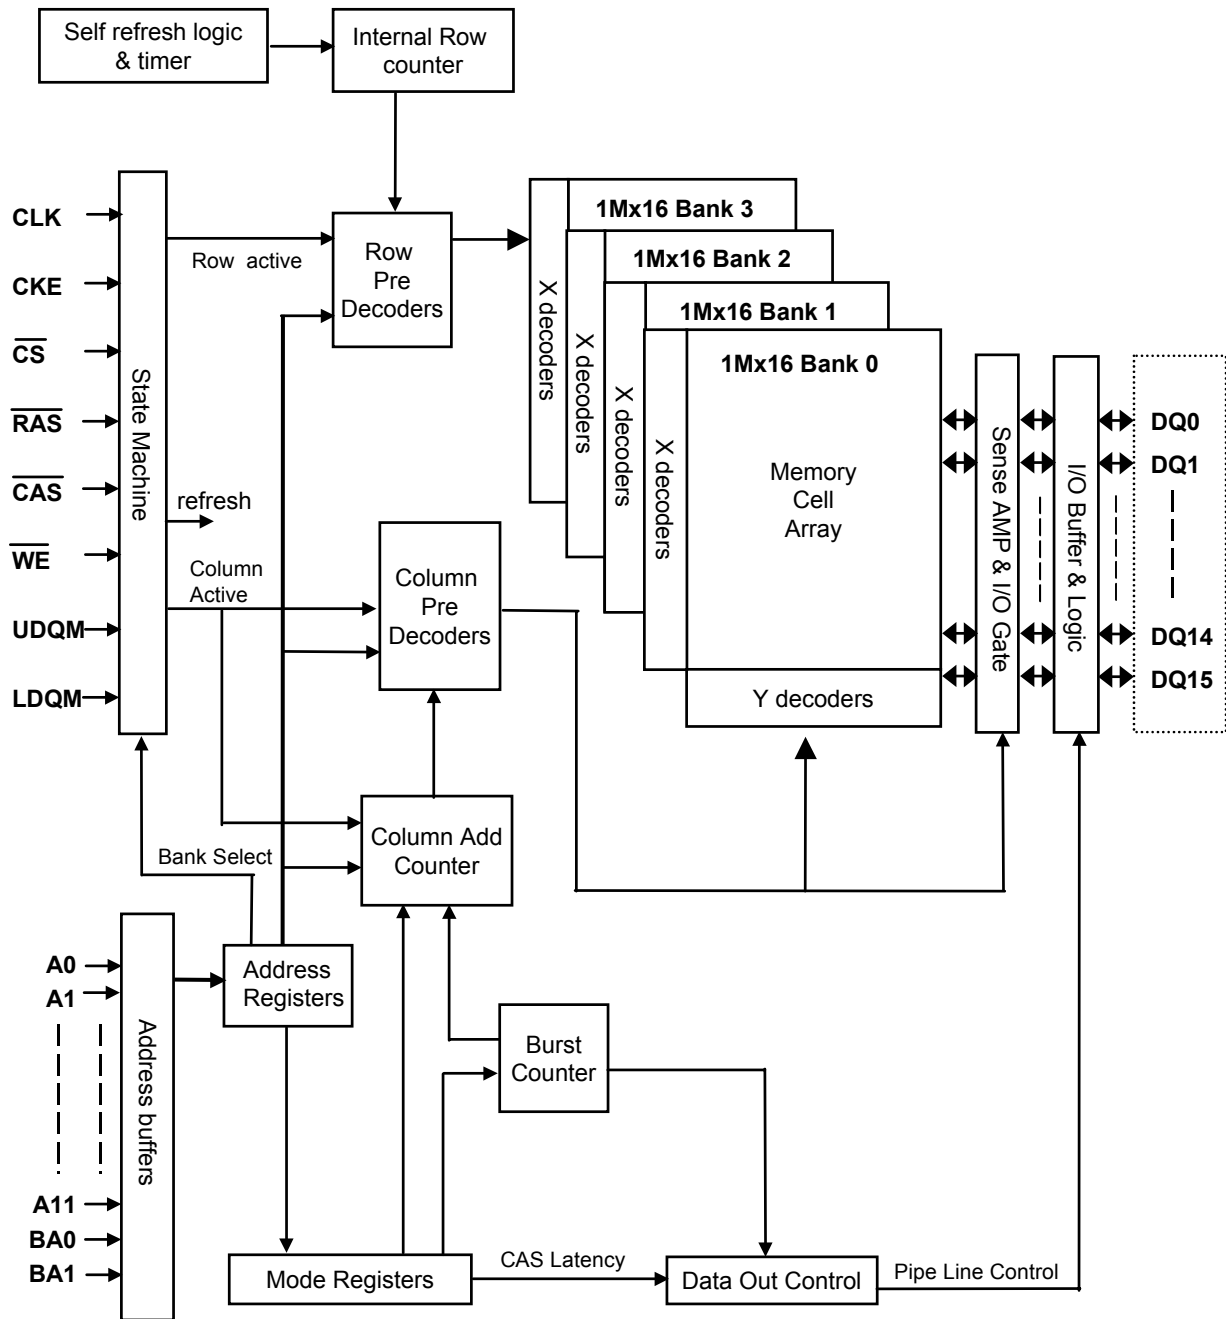 Self refresh logic
& timer
Internal Row
counter
CLK
CKE
CS
RAS
CAS
WE
UDQM
LDQM
State Machine
Row active
refresh
Column
Active
Bank Select
Row
Pre
Decoders
Column
Pre
Decoders
Column Add
Counter
1Mx16 Bank 3
1Mx16 Bank 2
1Mx16 Bank 1
1Mx16 Bank 0
X decoders
X decoders
X decoders
X decoders
Memory
Cell
Array
Y decoders
Sense AMP & I/O Gate
I/O Buffer & Logic
DQ0
DQ1
DQ14
DQ15
A0
A1
A11
BA0
BA1
Address buffers
Address
Registers
Burst
Counter
Mode Registers
CAS Latency
Data Out Control
Pipe Line Control